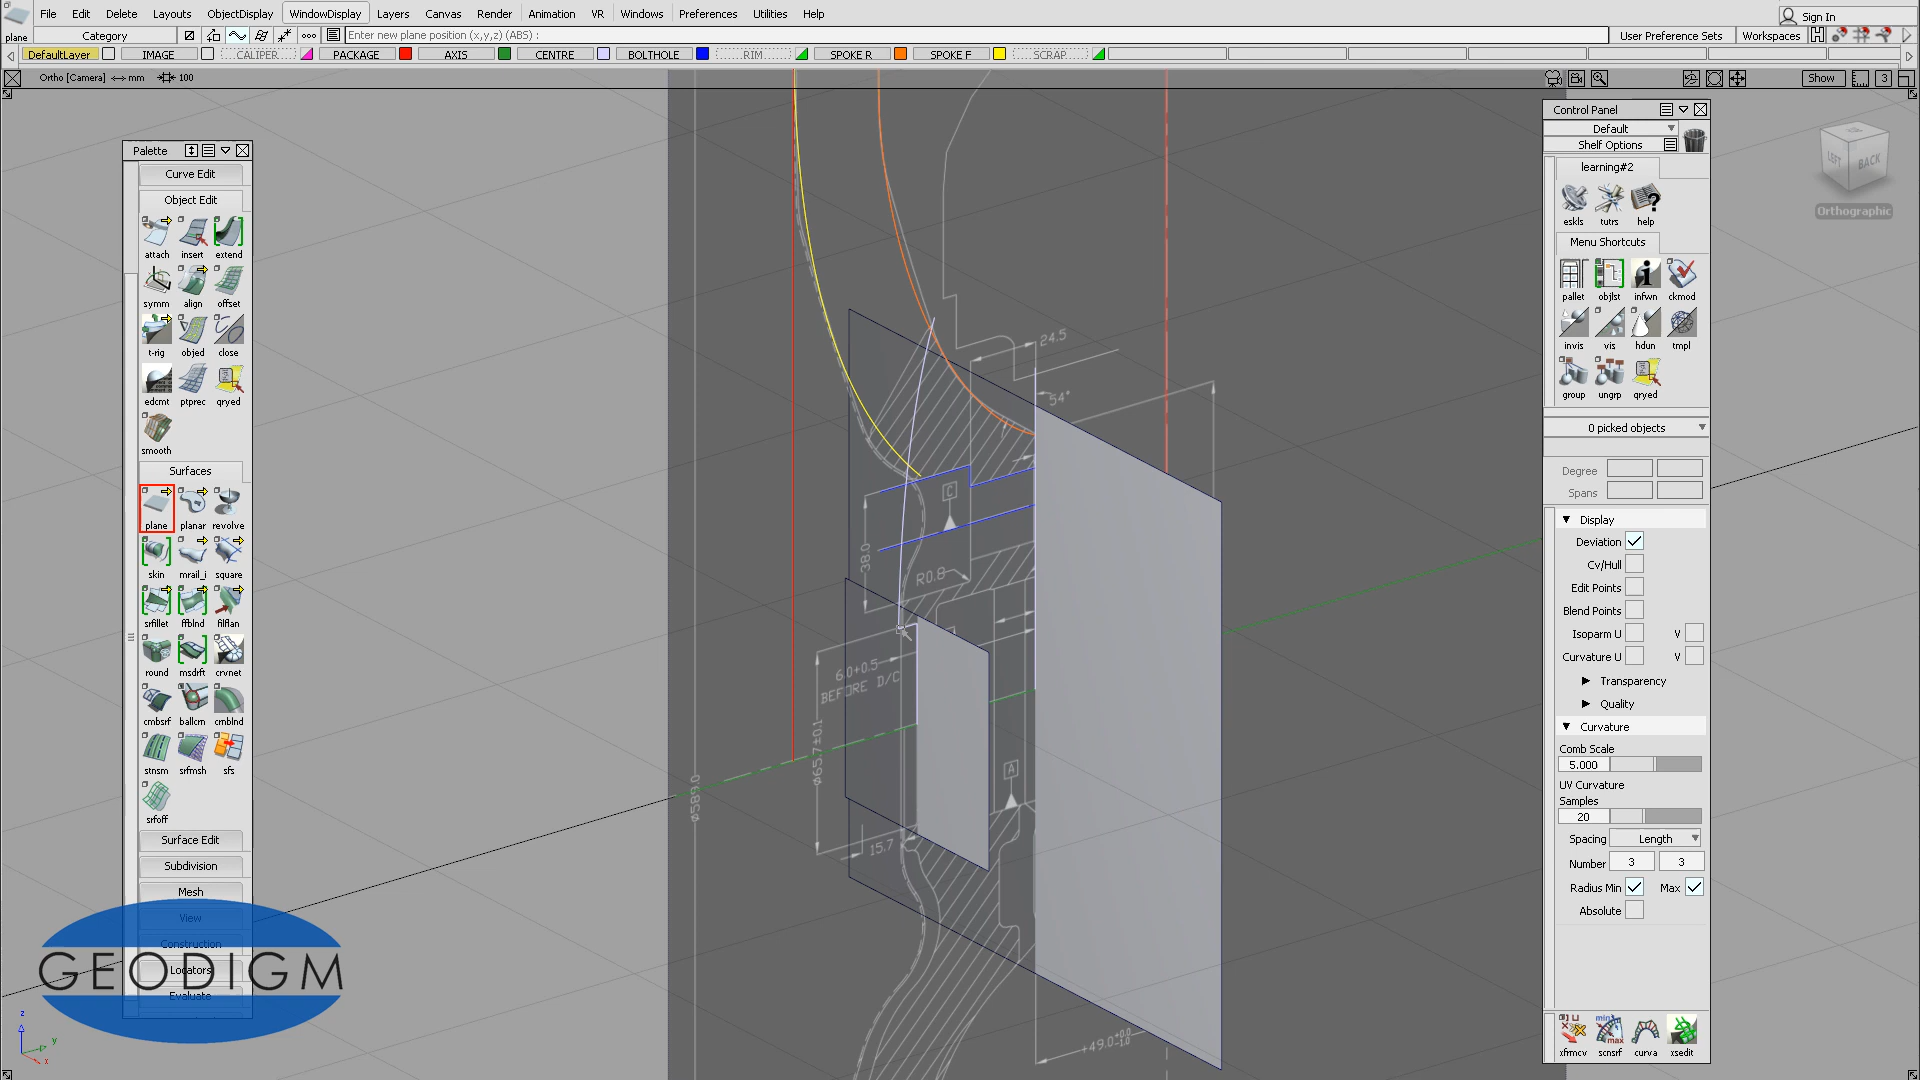 File Edit Delete Layouts ObjectDisplay WindowDisplay Layers Canvas Render Animation VR Windows Preferences Utilities Help
Sign In
plane
Category
Enter new plane position (x,y,z) (ABS) :
User Preference Sets
Workspaces
DefaultLayer
IMAGE
CALIPER
PACKAGE
AXIS
CENTRE
BOLTHOLE
RIM
SPOKE R
SPOKE F
SCRAP
Ortho [Camera] <-> mm
100
Show
3
Palette
Curve Edit
Object Edit
attach insert extend
symm align offset
t-rig objed close
edcmt ptprec qryed
smooth
Surfaces
plane planar revolve
skin mrail_i square
srfillet ffblnd filflan
round msdrft crvnet
cmbsrf ballcrn crnblnd
stnsm srfmsh sfs
srfoff
Surface Edit
Subdivision
Mesh
View
Construction
Locators
Evaluate
GEODIGM
z
y
x
24.5
54°
C
38.0
R0.8
6.0+0.5
BEFORE D/C
ø65.7±0.1
ø589.0
A
15.7
+49.0+0.0-1.0
Control Panel
Default
Shelf Options
learning#2
eskls tutrs help
Menu Shortcuts
pallet objlst infwn ckmod
invis vis hdun tmpl
group ungrp qryed
0 picked objects
Degree
Spans
Display
Deviation
Cv/Hull
Edit Points
Blend Points
Isoparm U V
Curvature U V
Transparency
Quality
Curvature
Comb Scale
5.000
UV Curvature
Samples
20
Spacing Length
Number 3 3
Radius Min Max
Absolute
min
max
xfrmcv scnsrf curva xsedit
LEFT
BACK
Orthographic